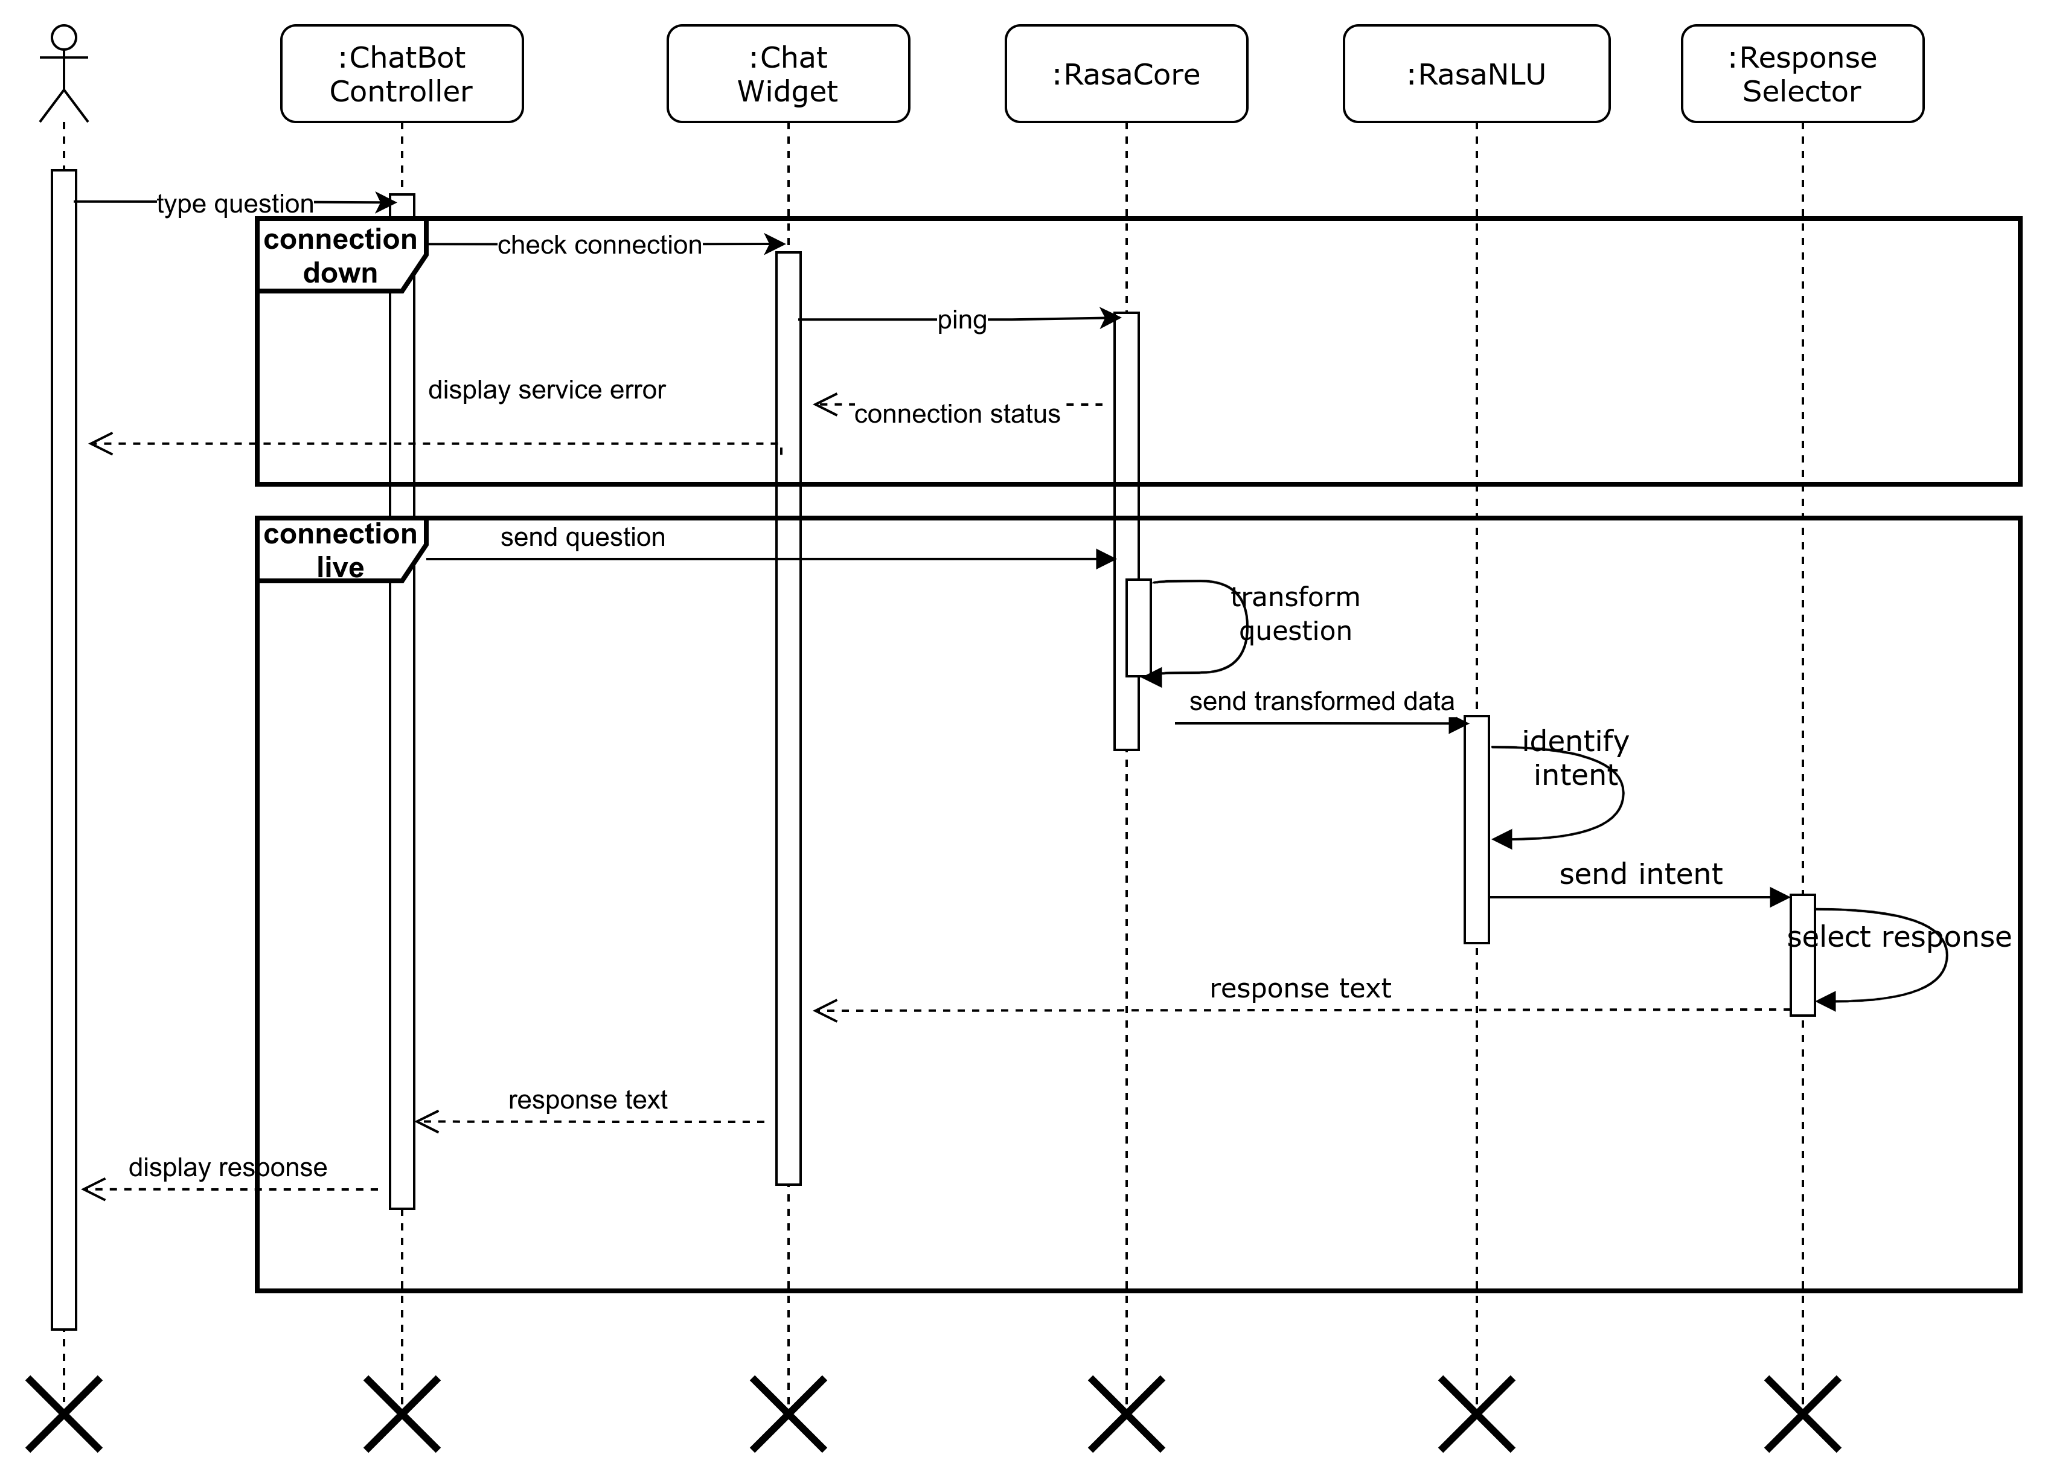 :ChatBot
Controller
:Chat
Widget
:RasaCore
:RasaNLU
:Response
Selector
type question
connection
down
check connection
ping
display service error
connection status
connection
live
send question
transform
question
send transformed data
identify
intent
send intent
select response
response text
response text
display response